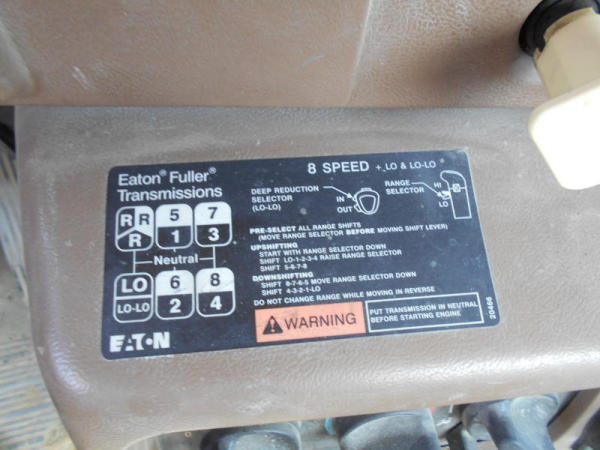 Eaton® Fuller®
Transmissions
8 SPEED + LO & LO-LO
DEEP REDUCTION
SELECTOR
(LO-LO)
IN
OUT
RANGE
SELECTOR
HI
LO
R R
R
5
1
7
3
Neutral
LO
LO-LO
6
2
8
4
PRE-SELECT ALL RANGE SHIFTS
(MOVE RANGE SELECTOR BEFORE MOVING SHIFT LEVER)
UPSHIFTING
START WITH RANGE SELECTOR DOWN
SHIFT LO-1-2-3-4 RAISE RANGE SELECTOR
SHIFT 5-6-7-8
DOWNSHIFTING
SHIFT 8-7-6-5 MOVE RANGE SELECTOR DOWN
SHIFT 4-3-2-1-LO
DO NOT CHANGE RANGE WHILE MOVING IN REVERSE
WARNING
PUT TRANSMISSION IN NEUTRAL
BEFORE STARTING ENGINE
20466
EATON